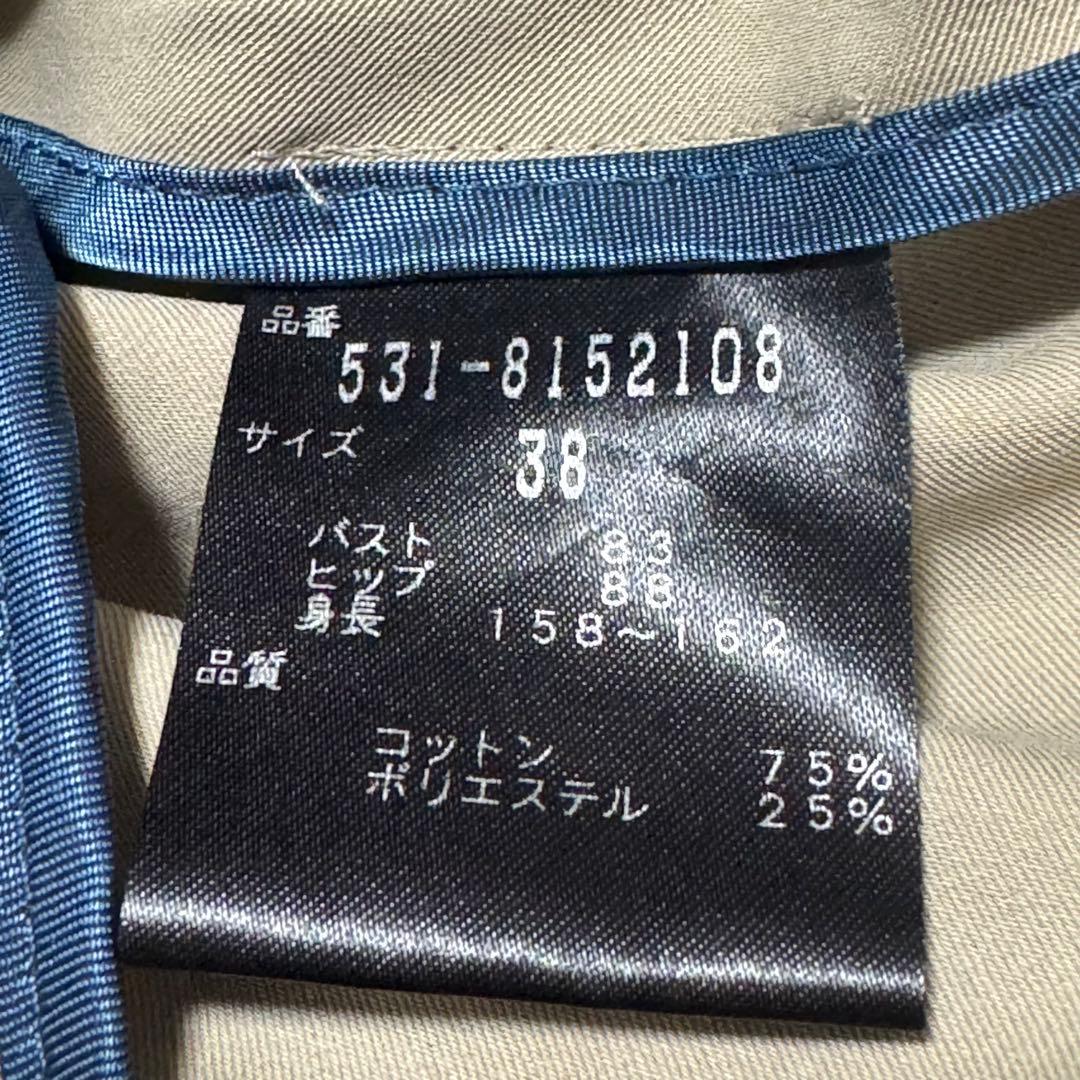 品番
531-8152108
サイズ 38
バスト 83
ヒップ 88
身長 158～162
品質
コットン 75%
ポリエステル 25%